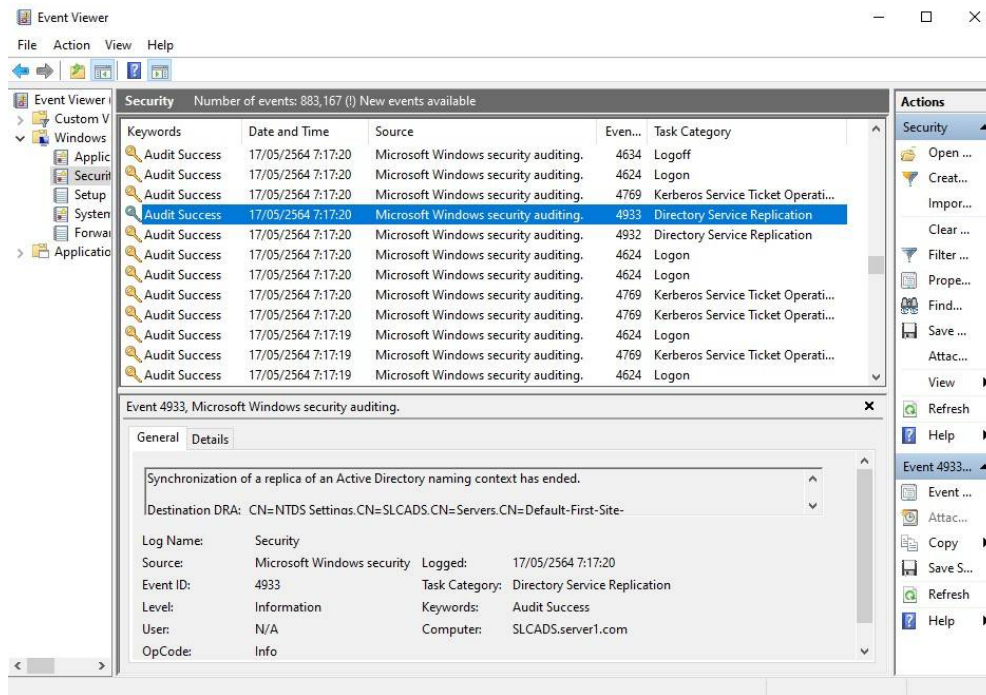 Event Viewer
File Action View Help
Event Viewer (
Custom V
Windows
Applic
Securit
Setup
System
Forwar
Applicatio
Security Number of events: 883,167 (!) New events available
Keywords Date and Time Source Even... Task Category
Audit Success 17/05/2564 7:17:20 Microsoft Windows security auditing. 4634 Logoff
Audit Success 17/05/2564 7:17:20 Microsoft Windows security auditing. 4624 Logon
Audit Success 17/05/2564 7:17:20 Microsoft Windows security auditing. 4769 Kerberos Service Ticket Operati...
Audit Success 17/05/2564 7:17:20 Microsoft Windows security auditing. 4933 Directory Service Replication
Audit Success 17/05/2564 7:17:20 Microsoft Windows security auditing. 4932 Directory Service Replication
Audit Success 17/05/2564 7:17:20 Microsoft Windows security auditing. 4624 Logon
Audit Success 17/05/2564 7:17:20 Microsoft Windows security auditing. 4624 Logon
Audit Success 17/05/2564 7:17:20 Microsoft Windows security auditing. 4769 Kerberos Service Ticket Operati...
Audit Success 17/05/2564 7:17:20 Microsoft Windows security auditing. 4769 Kerberos Service Ticket Operati...
Audit Success 17/05/2564 7:17:19 Microsoft Windows security auditing. 4624 Logon
Audit Success 17/05/2564 7:17:19 Microsoft Windows security auditing. 4769 Kerberos Service Ticket Operati...
Audit Success 17/05/2564 7:17:19 Microsoft Windows security auditing. 4624 Logon
Event 4933, Microsoft Windows security auditing.
General Details
Synchronization of a replica of an Active Directory naming context has ended.
Destination DRA: CN=NTDS Settings,CN=SLCADS,CN=Servers,CN=Default-First-Site-
Log Name: Security
Source: Microsoft Windows security Logged: 17/05/2564 7:17:20
Event ID: 4933 Task Category: Directory Service Replication
Level: Information Keywords: Audit Success
User: N/A Computer: SLCADS.server1.com
OpCode: Info
Actions
Security
Open ...
Creat...
Impor...
Clear ...
Filter ...
Prope...
Find...
Save ...
Attac...
View
Refresh
Help
Event 4933...
Event ...
Attac...
Copy
Save S...
Refresh
Help